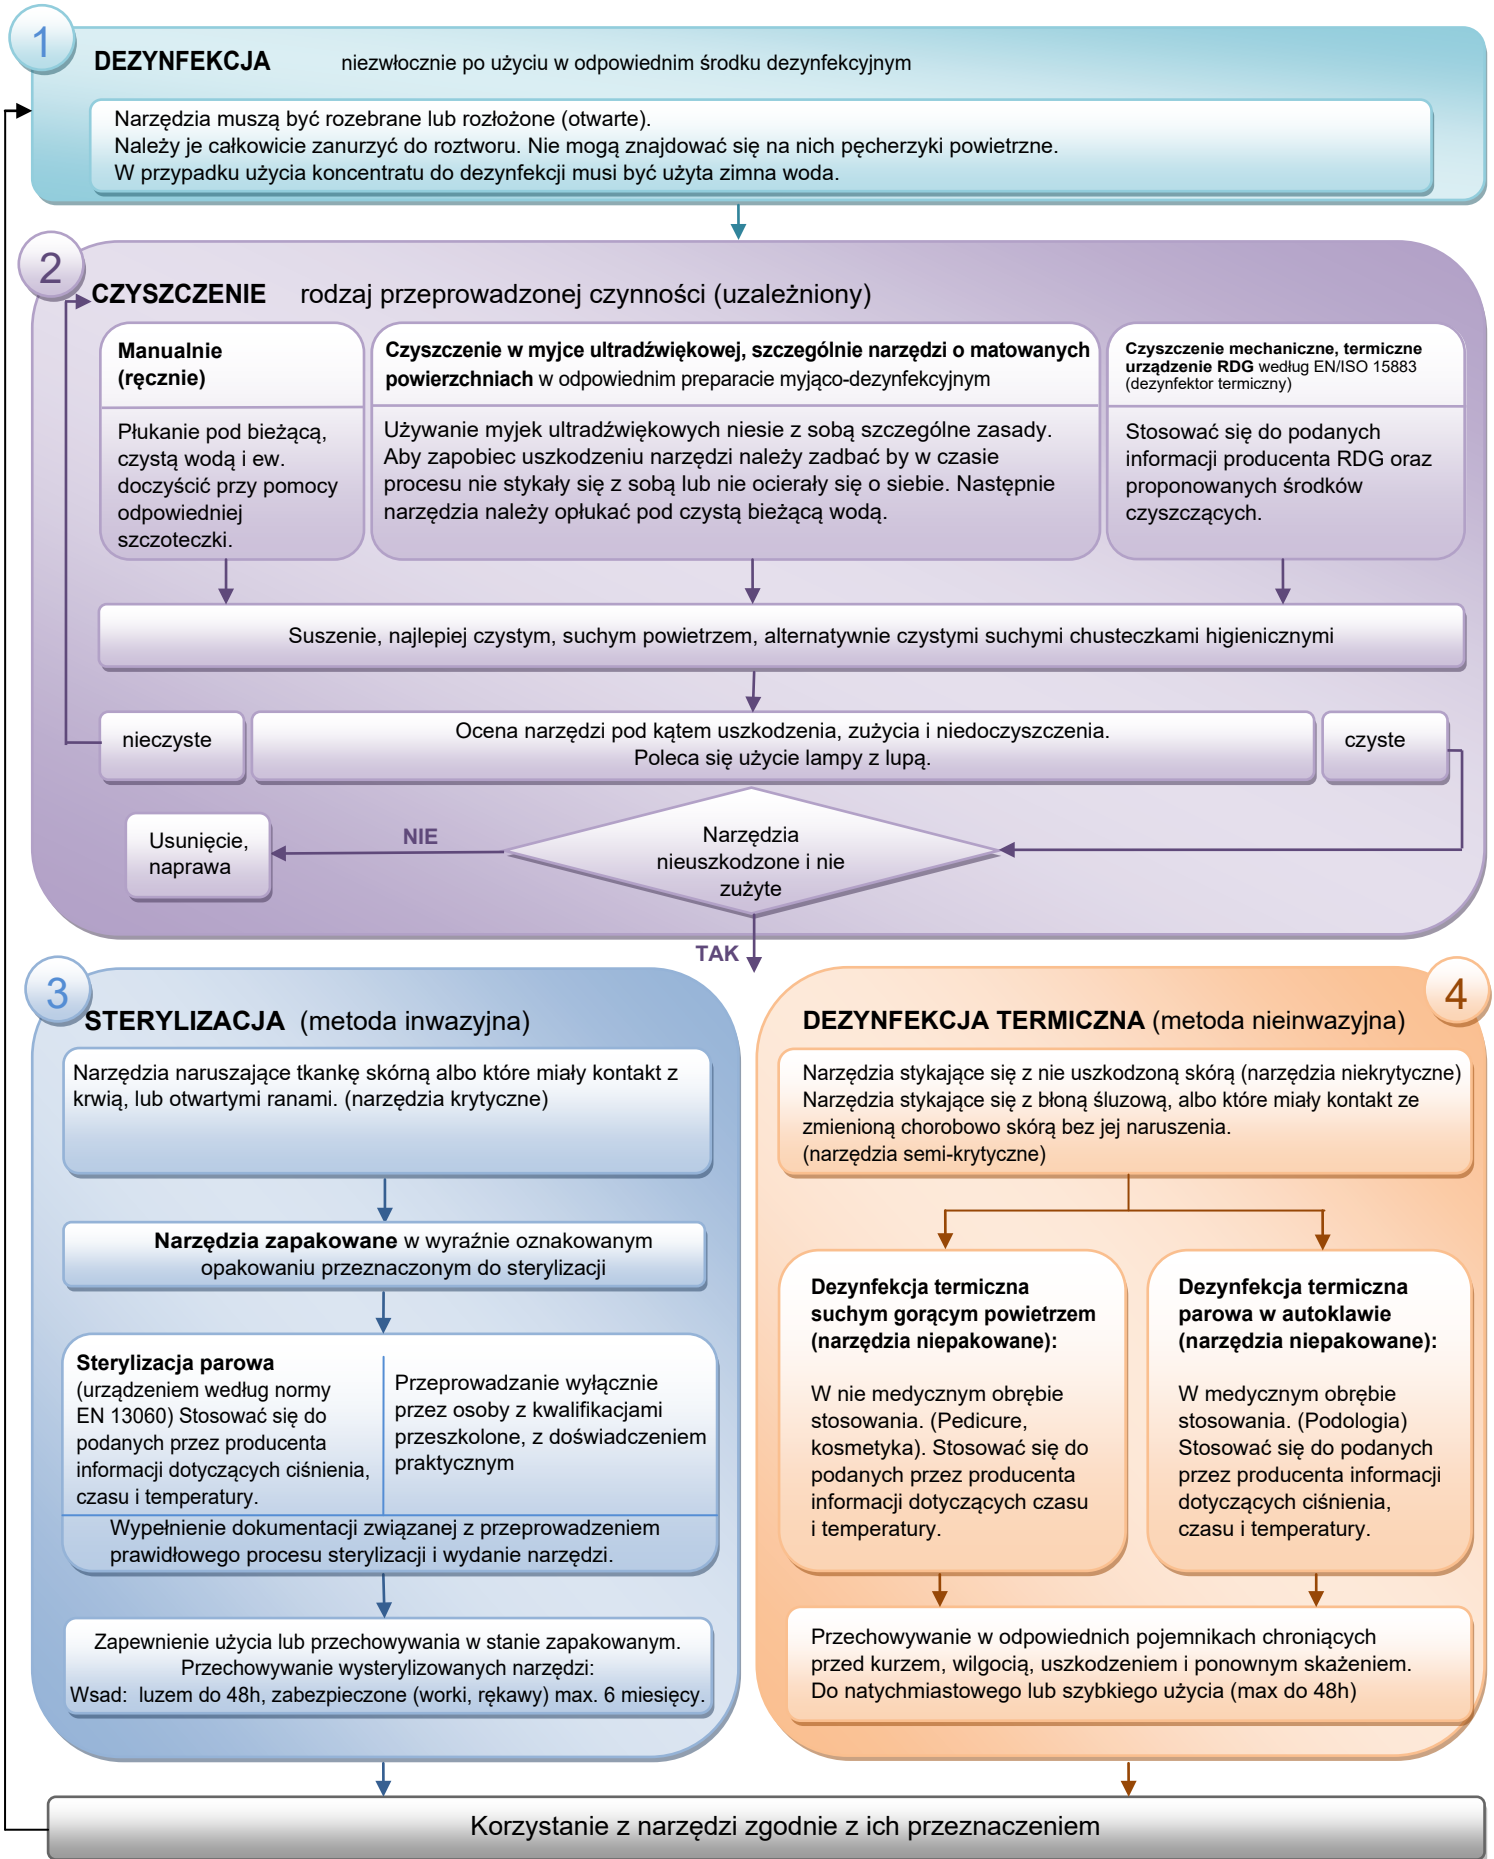 1
DEZYNFEKCJA niezwłocznie po użyciu w odpowiednim środku dezynfekcyjnym
Narzędzia muszą być rozebrane lub rozłożone (otwarte).
Należy je całkowicie zanurzyć do roztworu. Nie mogą znajdować się na nich pęcherzyki powietrzne.
W przypadku użycia koncentratu do dezynfekcji musi być użyta zimna woda.
2
CZYSZCZENIE rodzaj przeprowadzonej czynności (uzależniony)
Manualnie
(ręcznie)
Płukanie pod bieżącą,
czystą wodą i ew.
doczyścić przy pomocy
odpowiedniej
szczoteczki.
Czyszczenie w myjce ultradźwiękowej, szczególnie narzędzi o matowanych
powierzchniach w odpowiednim preparacie myjąco-dezynfekcyjnym
Używanie myjek ultradźwiękowych niesie z sobą szczególne zasady.
Aby zapobiec uszkodzeniu narzędzi należy zadbać by w czasie
procesu nie stykały się z sobą lub nie ocierały się o siebie. Następnie
narzędzia należy opłukać pod czystą bieżącą wodą.
Czyszczenie mechaniczne, termiczne
urządzenie RDG według EN/ISO 15883
(dezynfektor termiczny)
Stosować się do podanych
informacji producenta RDG oraz
proponowanych środków
czyszczących.
Suszenie, najlepiej czystym, suchym powietrzem, alternatywnie czystymi suchymi chusteczkami higienicznymi
nieczyste
Ocena narzędzi pod kątem uszkodzenia, zużycia i niedoczyszczenia.
Poleca się użycie lampy z lupą.
czyste
Usunięcie,
naprawa
NIE
Narzędzia
nieuszkodzone i nie
zużyte
TAK
3
STERYLIZACJA (metoda inwazyjna)
Narzędzia naruszające tkankę skórną albo które miały kontakt z
krwią, lub otwartymi ranami. (narzędzia krytyczne)
Narzędzia zapakowane w wyraźnie oznakowanym
opakowaniu przeznaczonym do sterylizacji
Sterylizacja parowa
(urządzeniem według normy
EN 13060) Stosować się do
podanych przez producenta
informacji dotyczących ciśnienia,
czasu i temperatury.
Przeprowadzanie wyłącznie
przez osoby z kwalifikacjami
przeszkolone, z doświadczeniem
praktycznym
Wypełnienie dokumentacji związanej z przeprowadzeniem
prawidłowego procesu sterylizacji i wydanie narzędzi.
Zapewnienie użycia lub przechowywania w stanie zapakowanym.
Przechowywanie wysterylizowanych narzędzi:
Wsad: luzem do 48h, zabezpieczone (worki, rękawy) max. 6 miesięcy.
4
DEZYNFEKCJA TERMICZNA (metoda nieinwazyjna)
Narzędzia stykające się z nie uszkodzoną skórą (narzędzia niekrytyczne)
Narzędzia stykające się z błoną śluzową, albo które miały kontakt ze
zmienioną chorobowo skórą bez jej naruszenia.
(narzędzia semi-krytyczne)
Dezynfekcja termiczna
suchym gorącym powietrzem
(narzędzia niepakowane):
W nie medycznym obrębie
stosowania. (Pedicure,
kosmetyka). Stosować się do
podanych przez producenta
informacji dotyczących czasu
i temperatury.
Dezynfekcja termiczna
parowa w autoklawie
(narzędzia niepakowane):
W medycznym obrębie
stosowania. (Podologia)
Stosować się do podanych
przez producenta informacji
dotyczących ciśnienia,
czasu i temperatury.
Przechowywanie w odpowiednich pojemnikach chroniących
przed kurzem, wilgocią, uszkodzeniem i ponownym skażeniem.
Do natychmiastowego lub szybkiego użycia (max do 48h)
Korzystanie z narzędzi zgodnie z ich przeznaczeniem